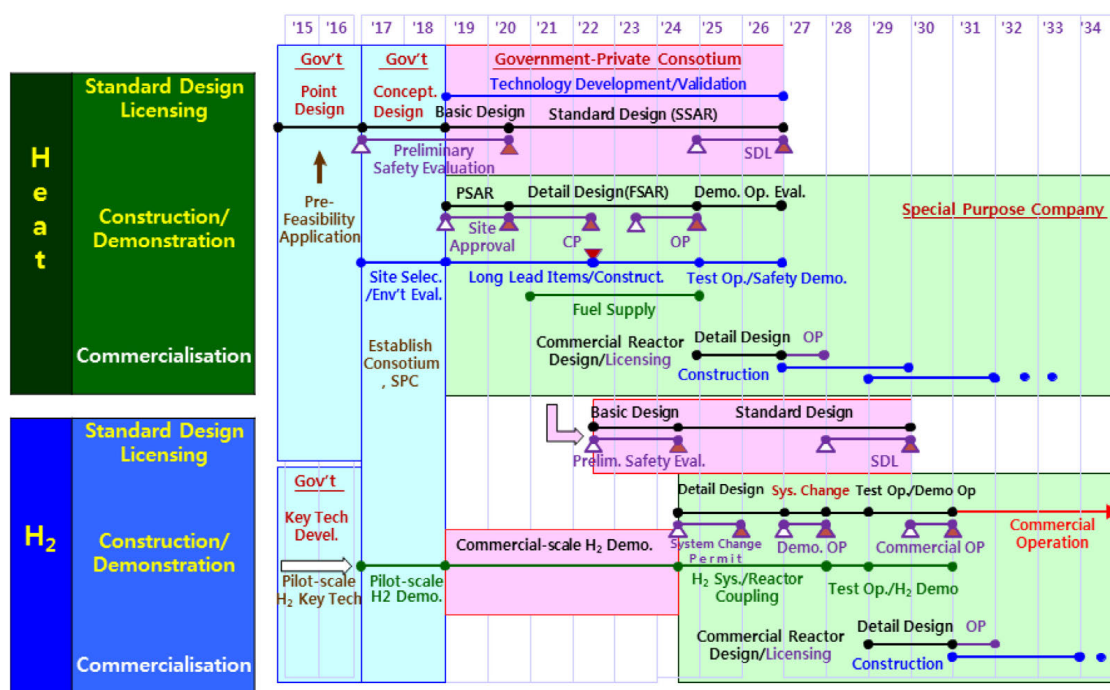 '15 '16 '17 '18 '19 '20 '21 '22 '23 '24 '25 '26 '27 '28 '29 '30 '31 '32 '33 '34
Heat
Standard Design
Licensing
Construction/
Demonstration
Commercialisation
Gov't
Point
Design
Gov't
Concept.
Design
Government-Private Consotium
Technology Development/Validation
Basic Design
Standard Design (SSAR)
Preliminary
Safety Evaluation
SDL
Pre-
Feasibility
Application
PSAR
Detail Design(FSAR)
Demo. Op. Eval.
Special Purpose Company
Site
Approval
CP
OP
Site Selec.
/Env't Eval.
Long Lead Items/Construct.
Test Op./Safety Demo.
Fuel Supply
Establish
Consotium
, SPC
Commercial Reactor
Design/Licensing
Detail Design
OP
Construction
H2
Standard Design
Licensing
Construction/
Demonstration
Commercialisation
Basic Design
Standard Design
Prelim. Safety Eval.
SDL
Gov't
Key Tech
Devel.
Pilot-scale
H2 Key Tech
Pilot-scale
H2 Demo.
Commercial-scale H2 Demo.
Detail Design
Sys. Change
Test Op./Demo Op
System Change
Permit
Demo. OP
Commercial OP
Commercial
Operation
H2 Sys./Reactor
Coupling
Test Op./H2 Demo
Commercial Reactor
Design/Licensing
Detail Design
OP
Construction